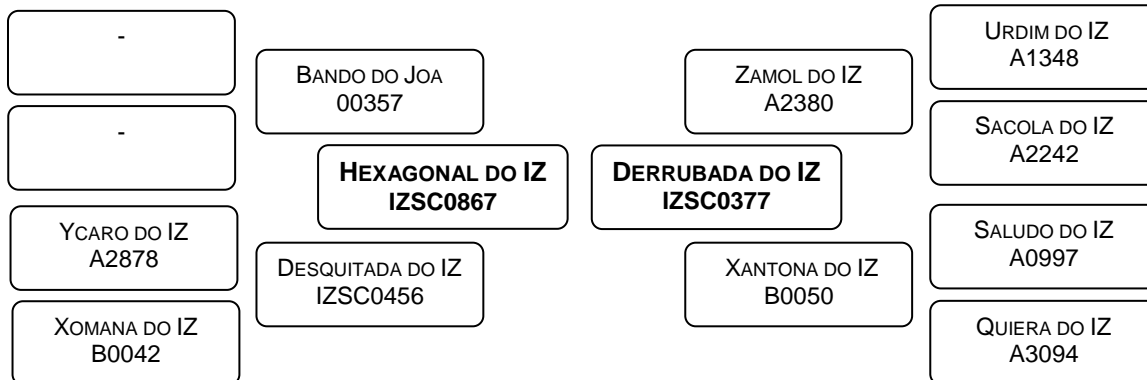 -
URDIM DO IZ
A1348
BANDO DO JOA
00357
ZAMOL DO IZ
A2380
-
SACOLA DO IZ
A2242
HEXAGONAL DO IZ
IZSC0867
DERRUBADA DO IZ
IZSC0377
YCARO DO IZ
A2878
SALUDO DO IZ
A0997
DESQUITADA DO IZ
IZSC0456
XANTONA DO IZ
B0050
XOMANA DO IZ
B0042
QUIERA DO IZ
A3094